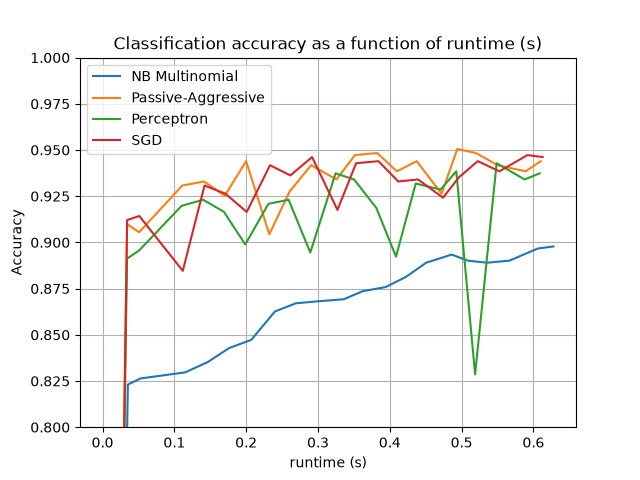 Classification accuracy as a function of runtime (s)
NB Multinomial
Passive-Aggressive
Perceptron
SGD
1.000
0.975
0.950
0.925
0.900
0.875
0.850
0.825
0.800
Accuracy
0.0 0.1 0.2 0.3 0.4 0.5 0.6
runtime (s)